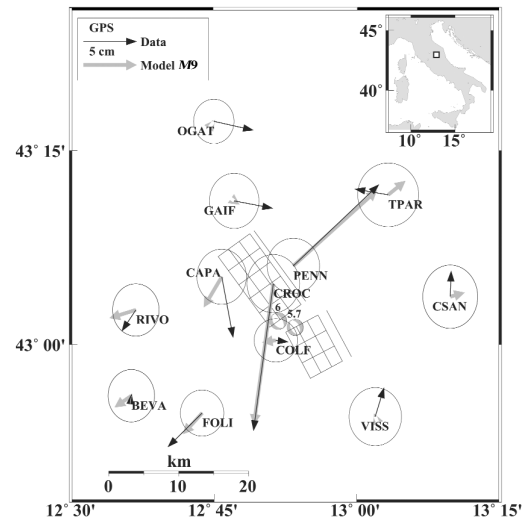 GPS
Data
5 cm
Model M9
45°
40°
10° 15°
OGAT
43° 15'
GAIF
TPAR
CAPA
PENN
CROC
CSAN
RIVO
6 5.7
43° 00'
COLF
BEVA
FOLI
VISS
km
0 10 20
12° 30' 12° 45' 13° 00' 13° 15'